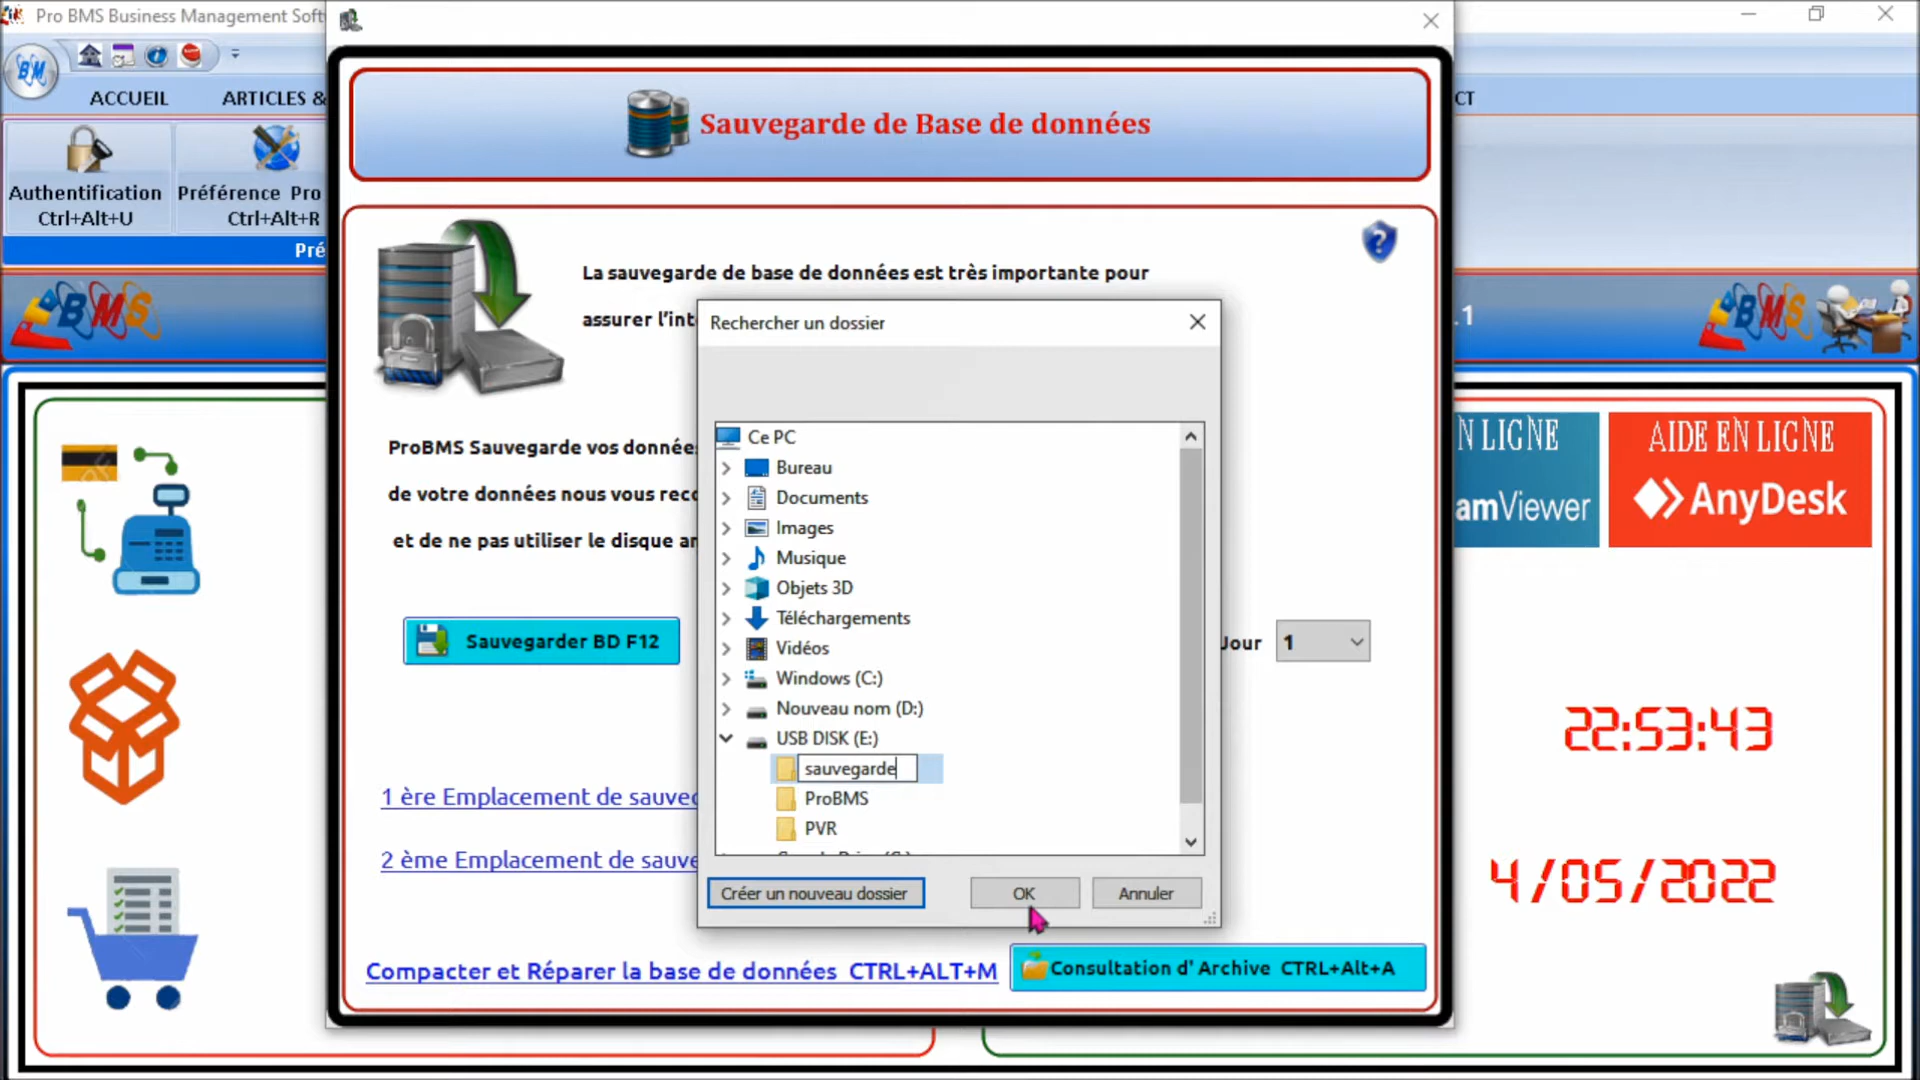 Pro BMS Business Management Soft
ACCUEIL
ARTICLES &
CT
Authentification
Ctrl+Alt+U
Préférence Pro
Ctrl+Alt+R
Pré
BMS
.1
BMS
Sauvegarde de Base de données
La sauvegarde de base de données est très importante pour
assurer l'inté
ProBMS Sauvegarde vos données
de votre données nous vous rec
et de ne pas utiliser le disque
Sauvegarder BD F12
Jour
1
1 ère Emplacement de
2 ème Emplacement de
Compacter et Réparer la base de données CTRL+ALT+M
Consultation d' Archive CTRL+Alt+A
Rechercher un dossier
Ce PC
Bureau
Documents
Images
Musique
Objets 3D
Téléchargements
Vidéos
Windows (C:)
Nouveau nom (D:)
USB DISK (E:)
sauvegarde
ProBMS
PVR
Créer un nouveau dossier
OK
Annuler
N LIGNE
amViewer
AIDE EN LIGNE
AnyDesk
22:53:43
4/05/2022